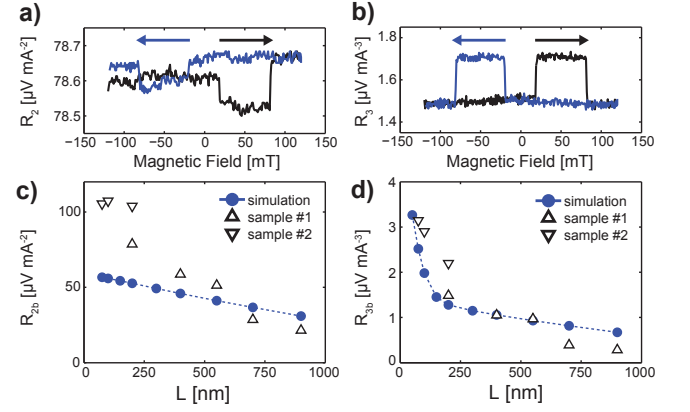 a)
78.7
78.6
78.5
R2 [µV mA-2]
−150 −100 −50 0 50 100 150
Magnetic Field [mT]
b)
1.8
1.6
1.4
R3 [µV mA-3]
−150 −100 −50 0 50 100 150
Magnetic Field [mT]
c)
100
50
0
R2b [µV mA-2]
simulation
sample #1
sample #2
0 250 500 750 1000
L [nm]
d)
4
3
2
1
0
R3b [µV mA-3]
simulation
sample #1
sample #2
0 250 500 750 1000
L [nm]